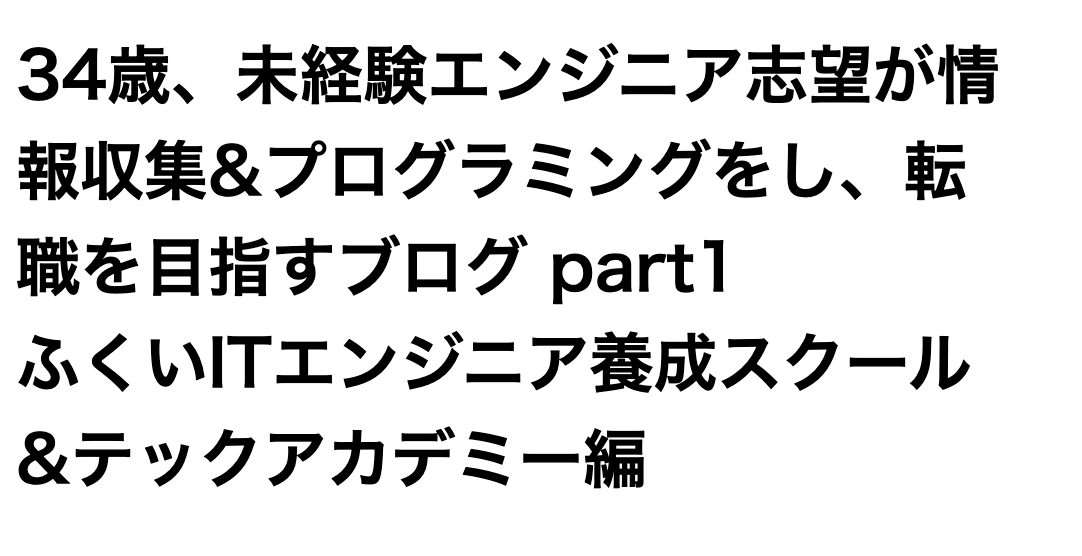 34歳、未経験エンジニア志望が情
報収集&プログラミングをし、転
職を目指すブログ part1
ふくいITエンジニア養成スクール
&テックアカデミー編